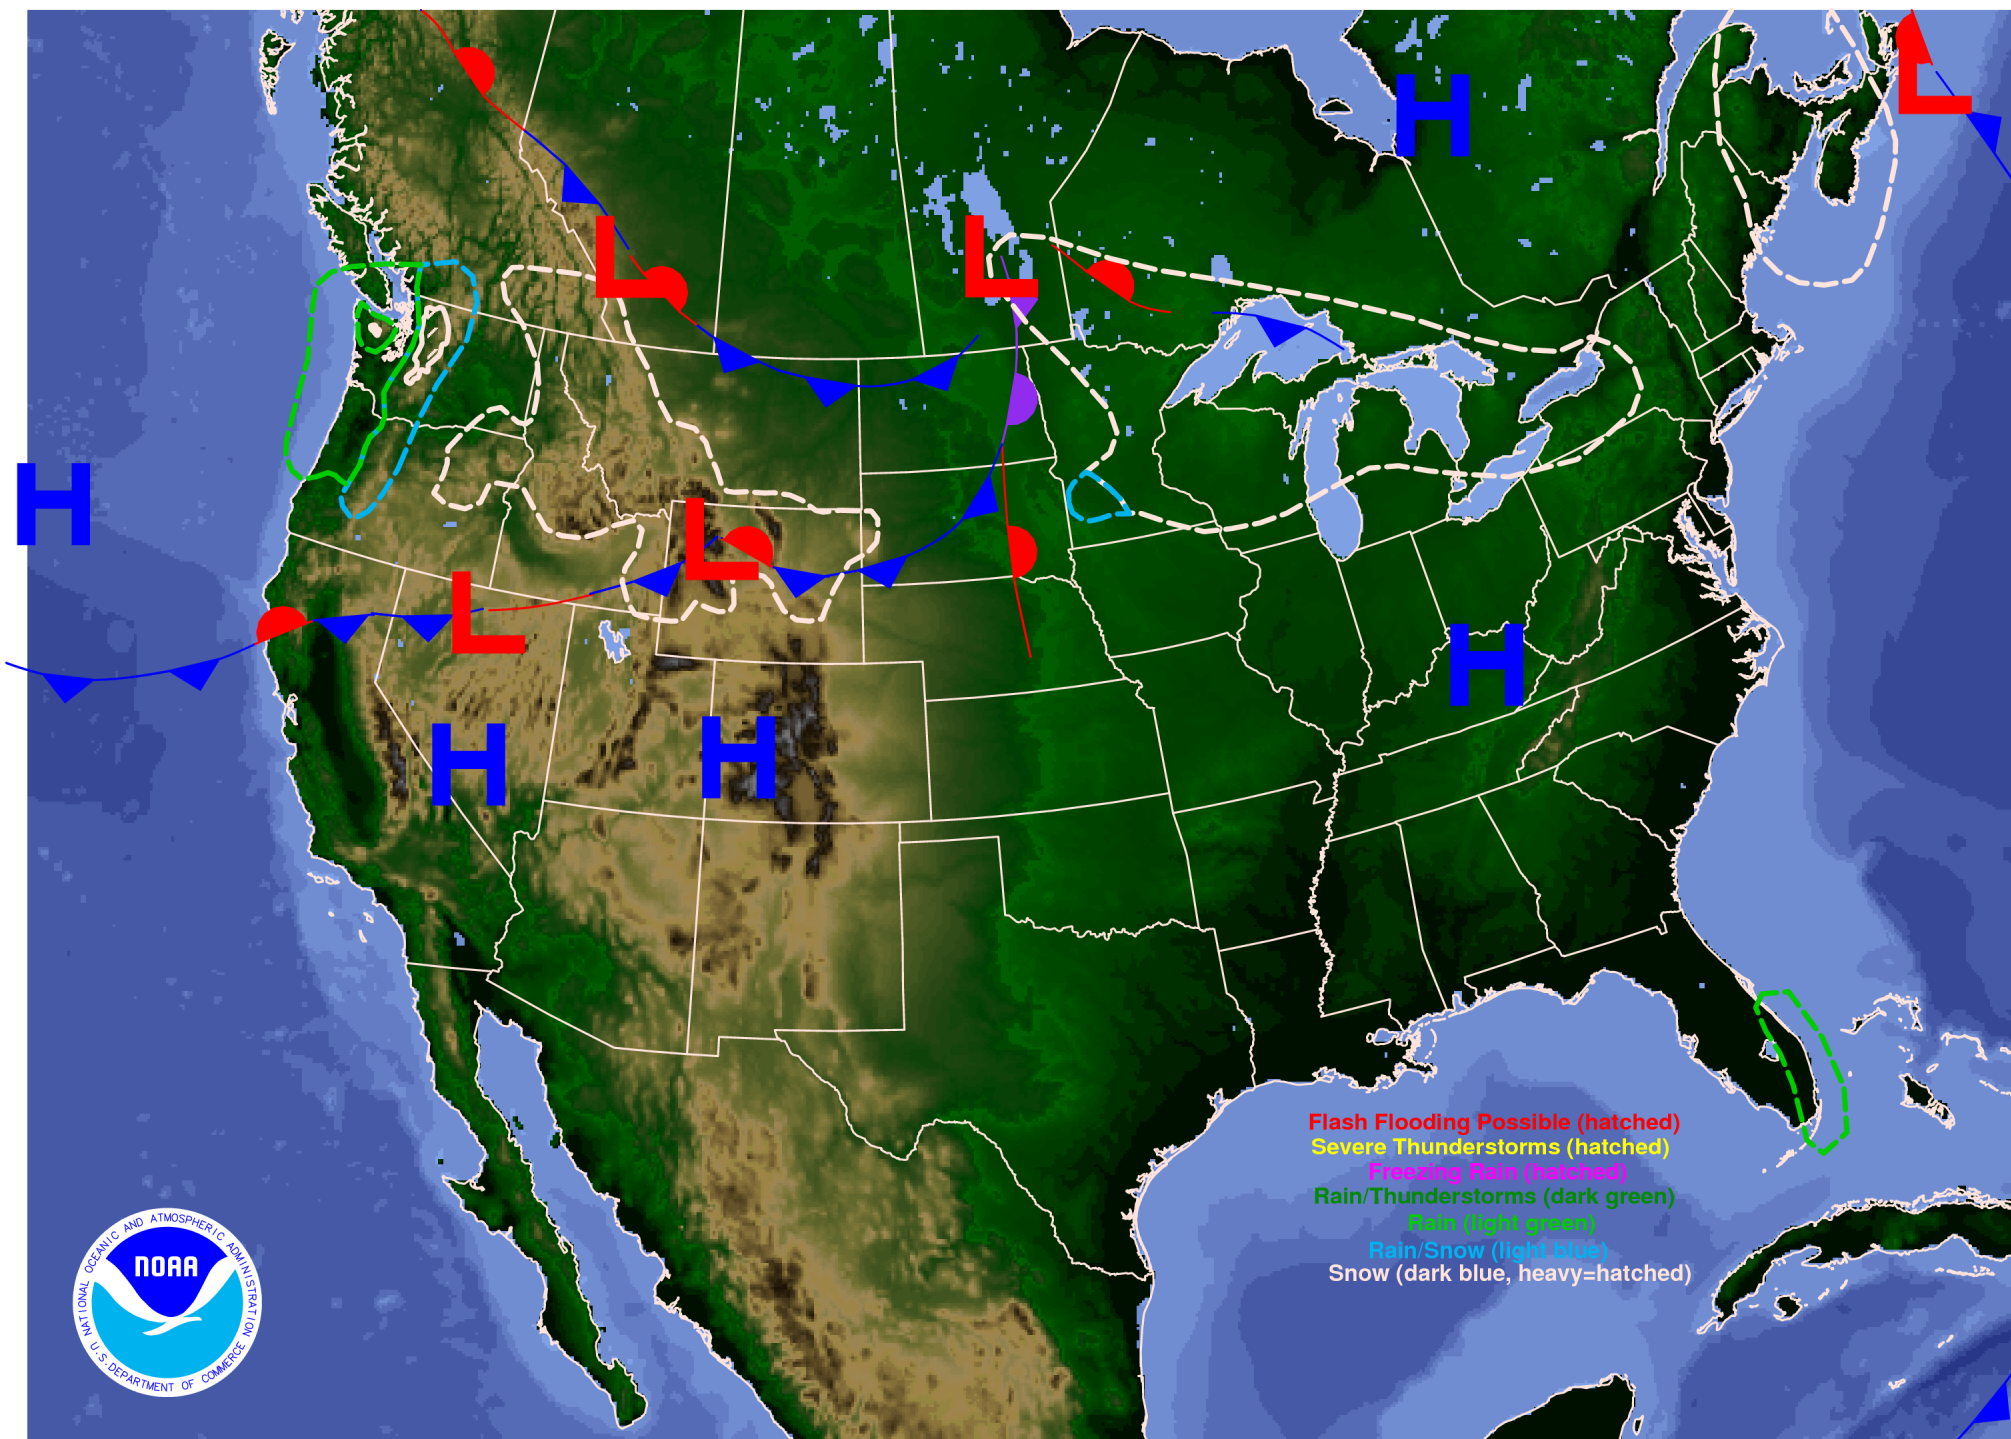 H
L
L
L
H
L
L
H
H
H
H
Flash Flooding Possible (hatched)
Severe Thunderstorms (hatched)
Freezing Rain (hatched)
Rain/Thunderstorms (dark green)
Rain (light green)
Rain/Snow (light blue)
Snow (dark blue, heavy=hatched)
NATIONAL OCEANIC AND ATMOSPHERIC ADMINISTRATION
NOAA
U.S. DEPARTMENT OF COMMERCE